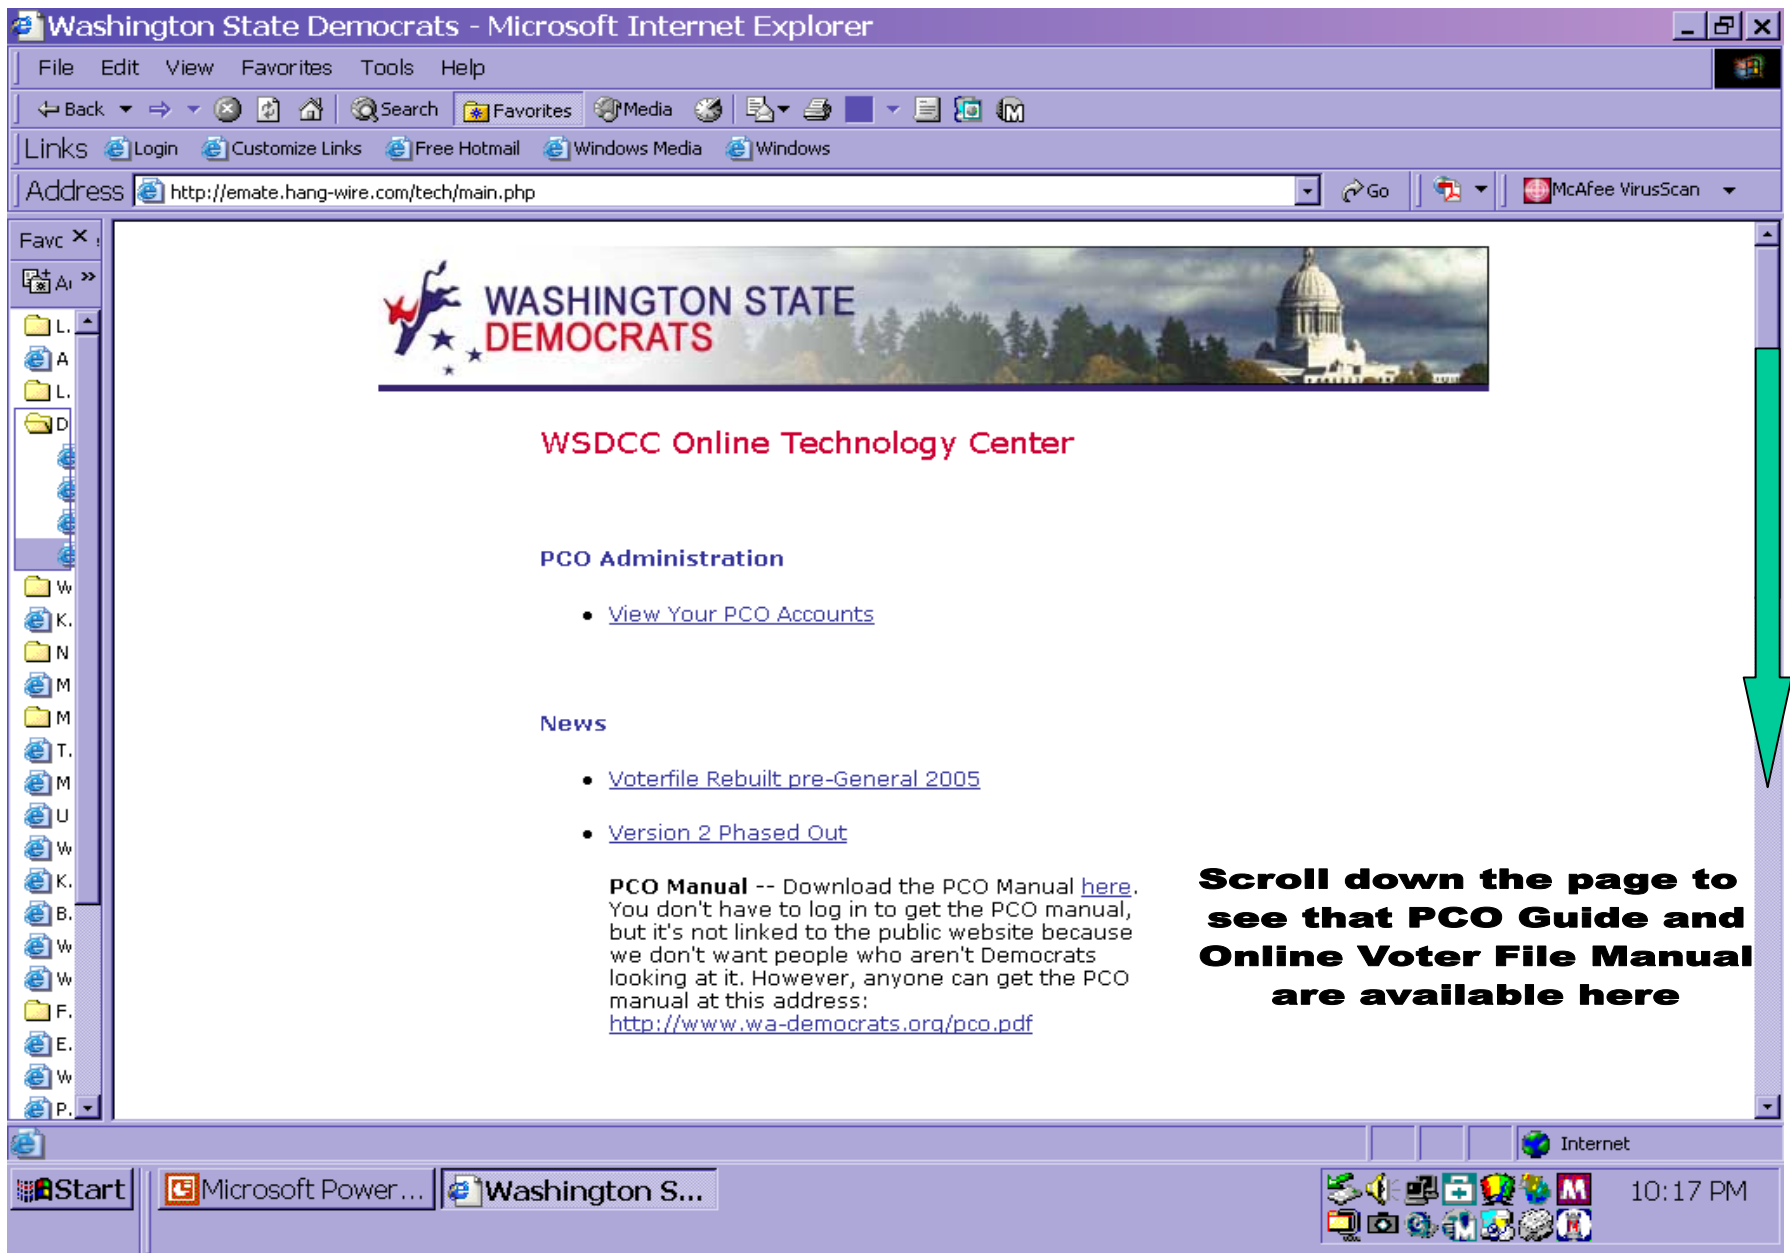 Washington State Democrats - Microsoft Internet Explorer
File Edit View Favorites Tools Help
Back Search Favorites Media
Links Login Customize Links Free Hotmail Windows Media Windows
Address http://emate.hang-wire.com/tech/main.php Go McAfee VirusScan
Favc
WASHINGTON STATE
DEMOCRATS
L.
A
L.
D
W
K.
N
M
M
T.
M
U
W
K.
B.
W
W
F.
E.
W
P.
WSDCC Online Technology Center
PCO Administration
• View Your PCO Accounts
News
• Voterfile Rebuilt pre-General 2005
• Version 2 Phased Out
PCO Manual -- Download the PCO Manual here.
You don't have to log in to get the PCO manual,
but it's not linked to the public website because
we don't want people who aren't Democrats
looking at it. However, anyone can get the PCO
manual at this address:
http://www.wa-democrats.org/pco.pdf
Scroll down the page to
see that PCO Guide and
Online Voter File Manual
are available here
Internet
Start Microsoft Power... Washington S...
10:17 PM